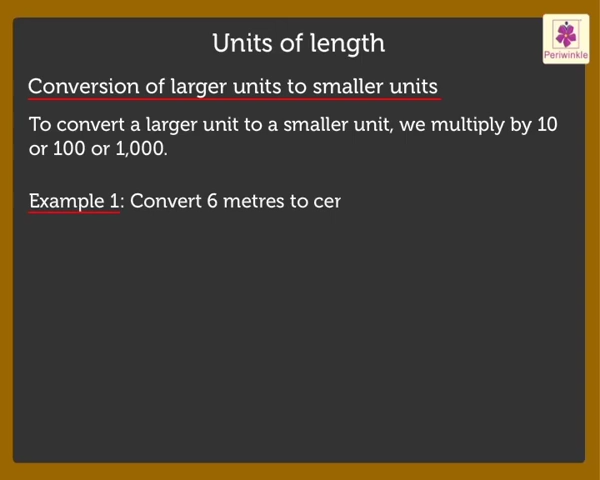 Units of length
Periwinkle
Conversion of larger units to smaller units
To convert a larger unit to a smaller unit, we multiply by 10
or 100 or 1,000.
Example 1: Convert 6 metres to cer